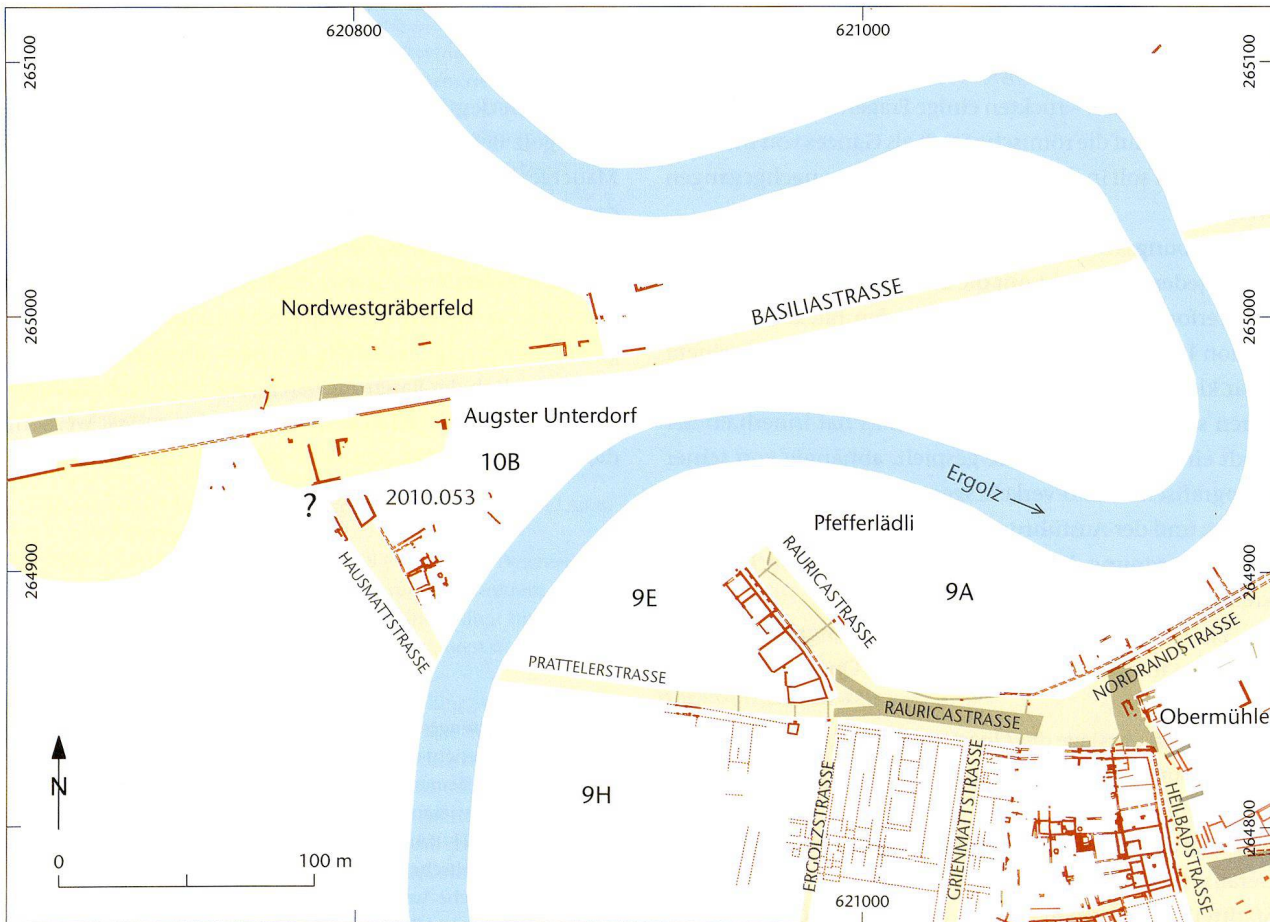 620800
621000
265100
265100
Nordwestgräberfeld
BASILIASTRASSE
265000
265000
Augster Unterdorf
10B
Ergolz
2010.053
?
Pfefferlädli
RAURICASTRASSE
264900
264900
HAUSMATTSTRASSE
9E
9A
PRATTELERSTRASSE
NORDRANDSTRASSE
RAURICASTRASSE
Obermühle
N
9H
ERGOLZSTRASSE
GRIENMATTSTRASSE
HEILBADSTRASSE
264800
0
100 m
621000